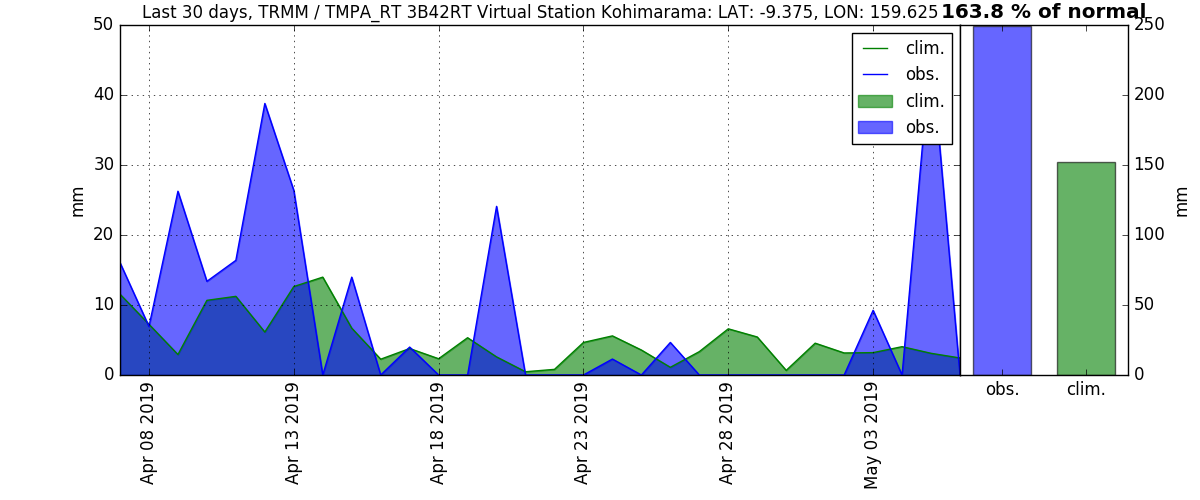 Last 30 days, TRMM / TMPA_RT 3B42RT Virtual Station Kohimarama: LAT: -9.375, LON: 159.625
163.8 % of normal
50
40
30
20
10
0
mm
clim.
obs.
clim.
obs.
250
200
150
100
50
0
mm
Apr 08 2019
Apr 13 2019
Apr 18 2019
Apr 23 2019
Apr 28 2019
May 03 2019
obs.
clim.